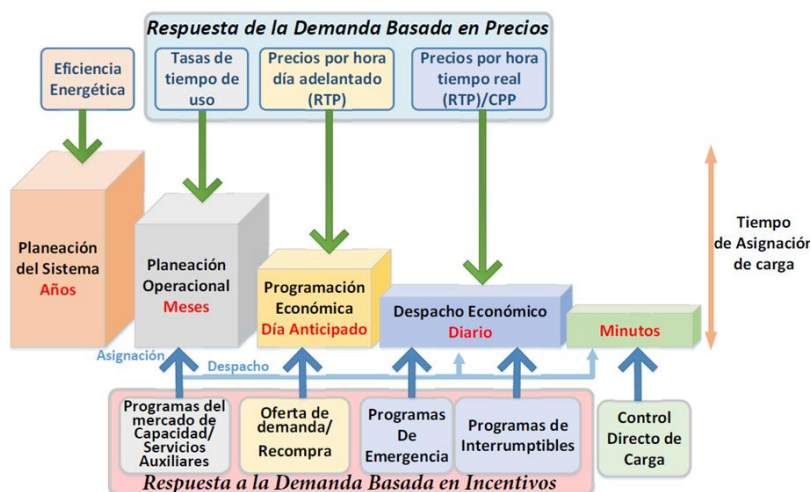 Respuesta de la Demanda Basada en Precios
Eficiencia
Energética
Tasas de
tiempo de
uso
Precios por hora
día adelantado
(RTP)
Precios por hora
tiempo real
(RTP)/CPP
Planeación
del Sistema
Años
Planeación
Operacional
Meses
Programación
Económica
Día Anticipado
Despacho Económico
Diario
Minutos
Tiempo
de Asignación
de carga
Asignación
Despacho
Programas del
mercado de
Capacidad/
Servicios
Auxiliares
Oferta de
demanda/
Recompra
Programas
De
Emergencia
Programas de
Interrumptibles
Control
Directo de
Carga
Respuesta a la Demanda Basada en Incentivos